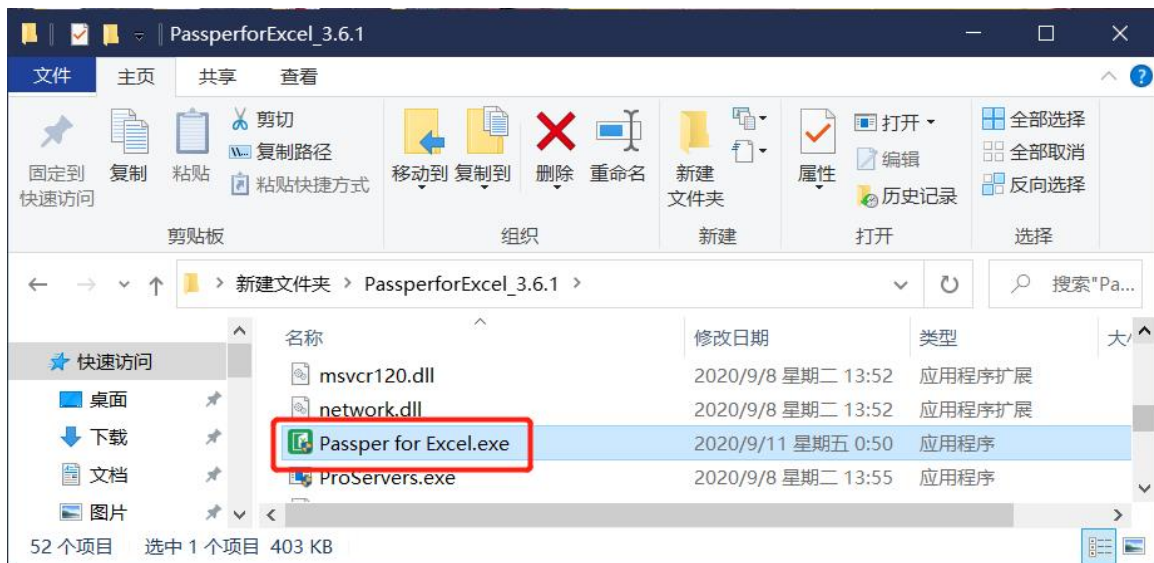 PassperforExcel_3.6.1
文件 主页 共享 查看
固定到快速访问
复制
粘贴
剪切
复制路径
粘贴快捷方式
剪贴板
移动到 复制到 删除 重命名
组织
新建文件夹
新建
属性
打开
编辑
历史记录
打开
全部选择
全部取消
反向选择
选择
新建文件夹 > PassperforExcel_3.6.1 >
搜索"Pa...
名称 修改日期 类型
快速访问
桌面
下载
文档
图片
msvcr120.dll 2020/9/8 星期二 13:52 应用程序扩展
network.dll 2020/9/8 星期二 13:52 应用程序扩展
Passper for Excel.exe 2020/9/11 星期五 0:50 应用程序
ProServers.exe 2020/9/8 星期二 13:55 应用程序
52 个项目 选中 1 个项目 403 KB